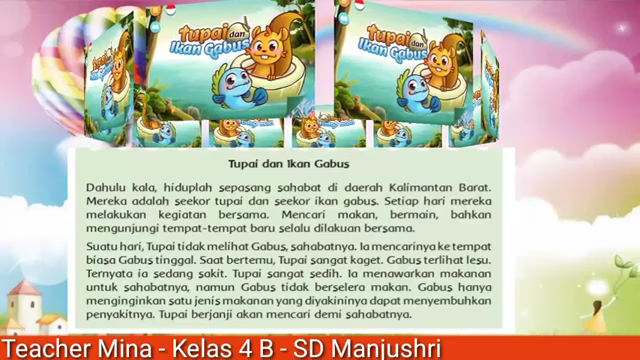 Tupai dan
Ikan Gabus
Tupai dan
Ikan Gabus
Tupai dan Ikan Gabus
Dahulu kala, hiduplah sepasang sahabat di daerah Kalimantan Barat.
Mereka adalah seekor tupai dan seekor ikan gabus. Setiap hari mereka
melakukan kegiatan bersama. Mencari makan, bermain, bahkan
mengunjungi tempat-tempat baru selalu dilakuan bersama.
Suatu hari, Tupai tidak melihat Gabus, sahabatnya. Ia mencarinya ke tempat
biasa Gabus tinggal. Saat bertemu, Tupai sangat kaget. Gabus terlihat lesu.
Ternyata ia sedang sakit. Tupai sangat sedih. Ia menawarkan makanan
untuk sahabatnya, namun Gabus tidak berselera makan. Gabus hanya
menginginkan satu jenis makanan yang diyakininya dapat menyembuhkan
penyakitnya. Tupai berjanji akan mencari demi sahabatnya.
Teacher Mina - Kelas 4 B - SD Manjushri